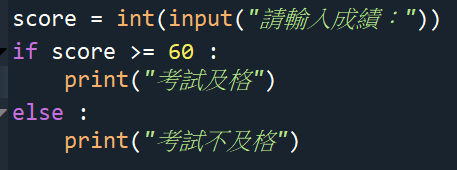 score = int(input("請輸入成績："))
if score >= 60 :
    print("考試及格")
else :
    print("考試不及格")